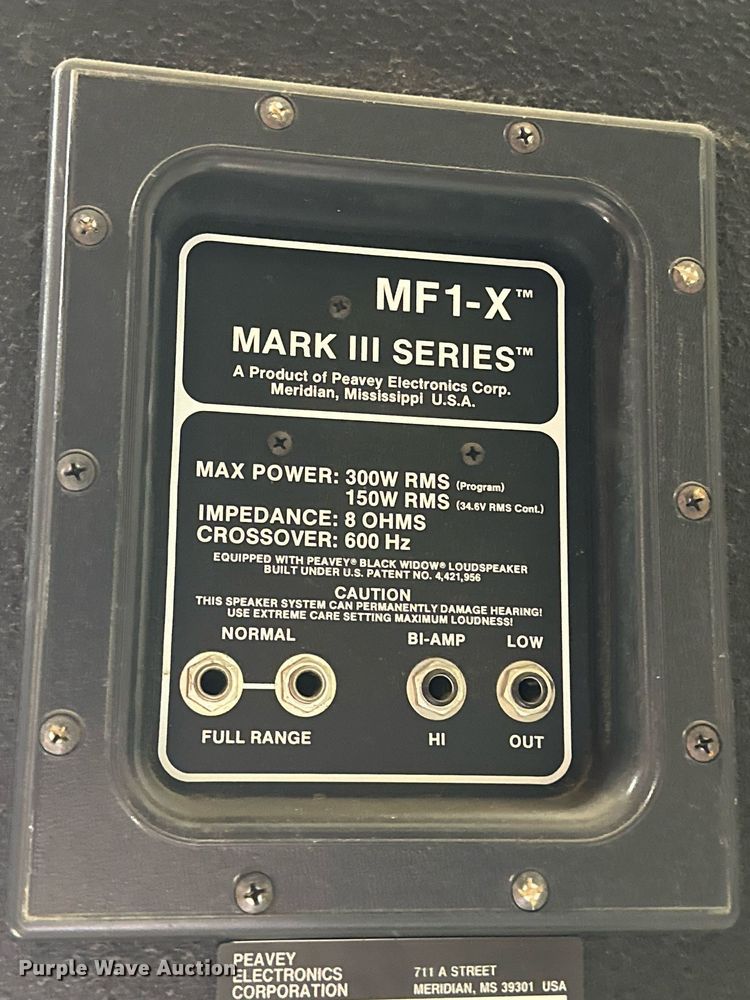 MF1-X™
MARK III SERIES™
A Product of Peavey Electronics Corp.
Meridian, Mississippi U.S.A.
MAX POWER: 300W RMS (Program)
150W RMS (34.6V RMS Cont.)
IMPEDANCE: 8 OHMS
CROSSOVER: 600 Hz
EQUIPPED WITH PEAVEY® BLACK WIDOW® LOUDSPEAKER
BUILT UNDER U.S. PATENT NO. 4,421,956
CAUTION
THIS SPEAKER SYSTEM CAN PERMANENTLY DAMAGE HEARING!
USE EXTREME CARE SETTING MAXIMUM LOUDNESS!
NORMAL BI-AMP LOW
FULL RANGE HI OUT
PEAVEY
ELECTRONICS 711 A STREET
CORPORATION MERIDIAN, MS 39301 USA
Purple Wave Auction